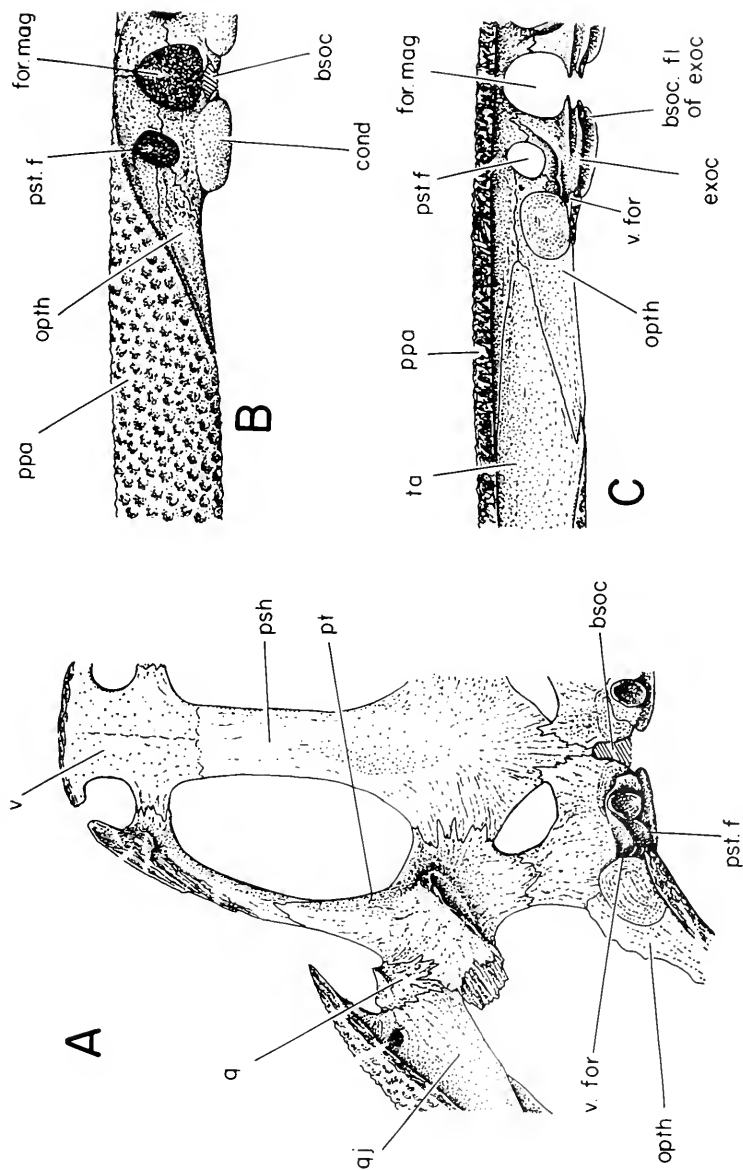 A
v
psh
pt
bsoc
q
qj
v. for
opth
pst. f
B
ppa
opth
pst. f
for. mag
cond
bsoc
C
ta
ppa
pst f
for. mag
opth
v. for
exoc
bsoc. fl
of exoc